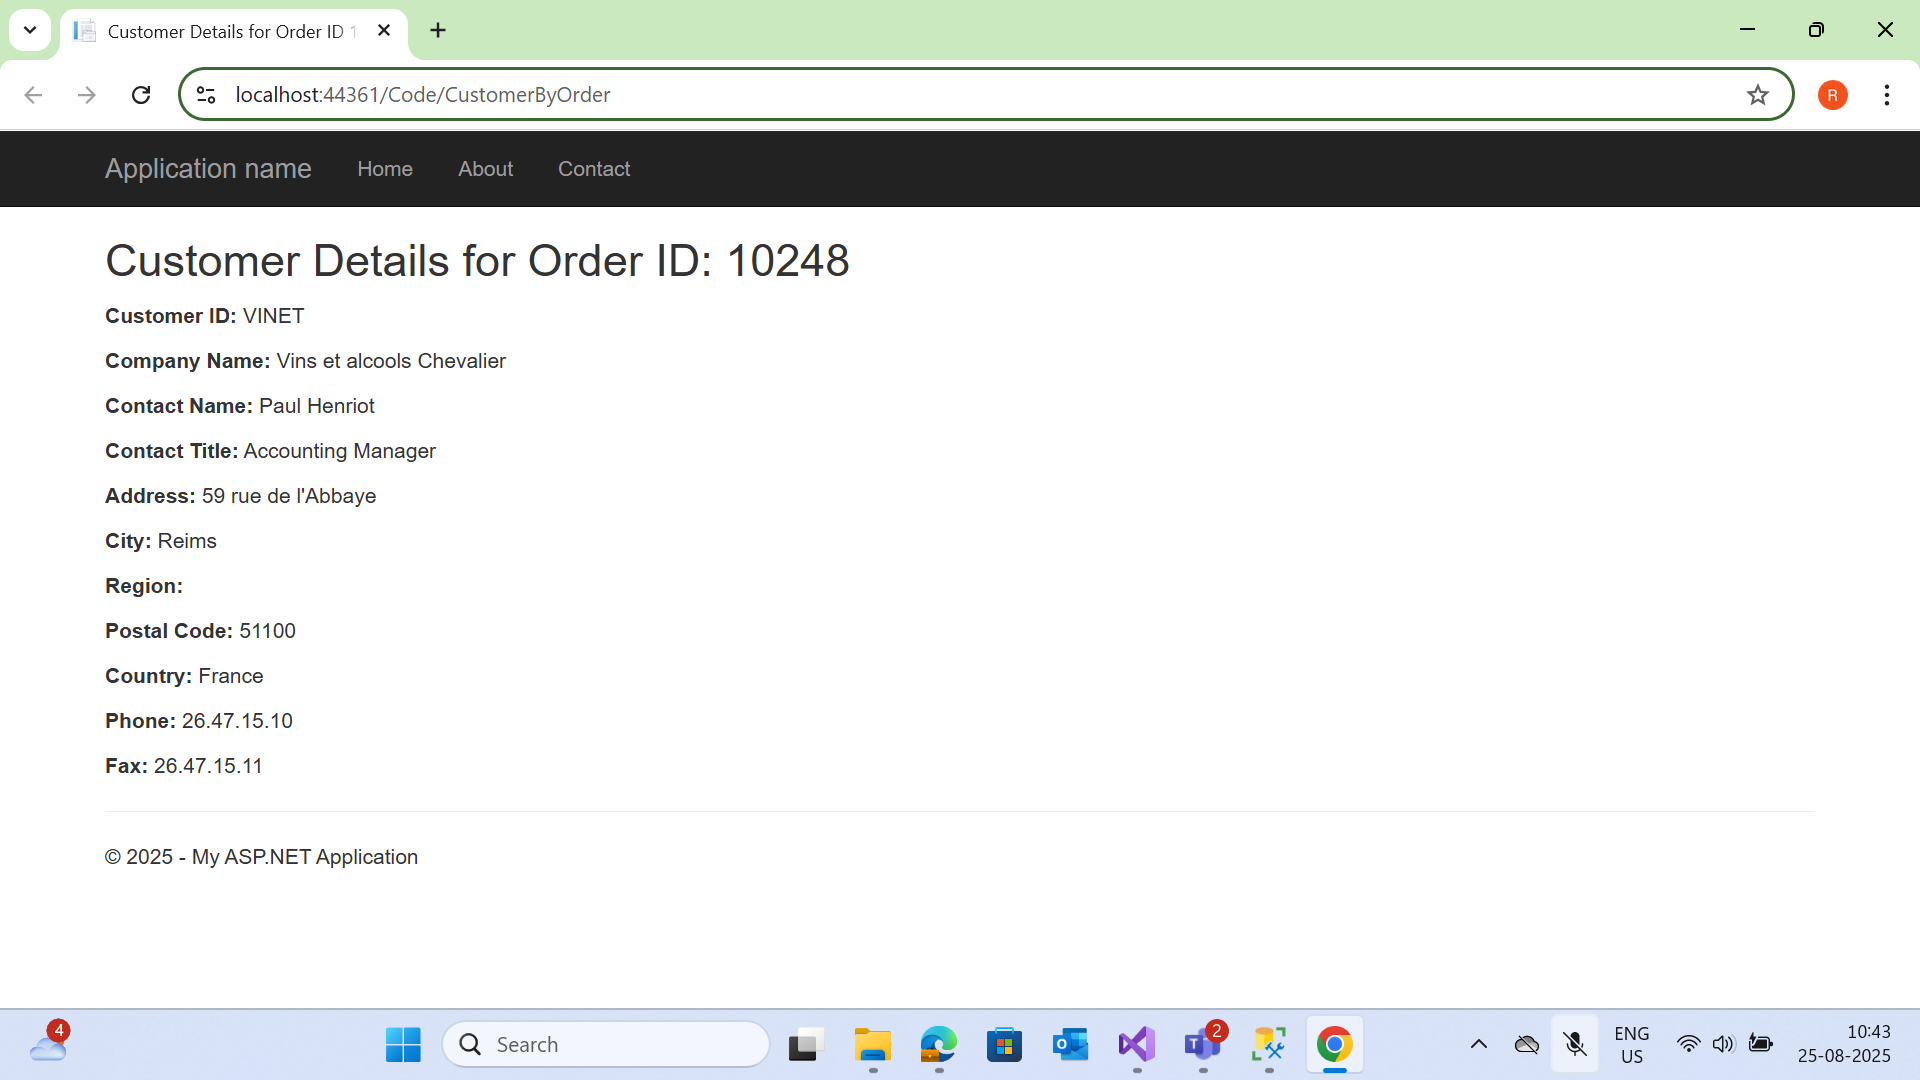 Customer Details for Order ID 1
localhost:44361/Code/CustomerByOrder
R
Application name Home About Contact
Customer Details for Order ID: 10248
Customer ID: VINET
Company Name: Vins et alcools Chevalier
Contact Name: Paul Henriot
Contact Title: Accounting Manager
Address: 59 rue de l'Abbaye
City: Reims
Region:
Postal Code: 51100
Country: France
Phone: 26.47.15.10
Fax: 26.47.15.11
© 2025 - My ASP.NET Application
4
Search
2
ENG
US
10:43
25-08-2025